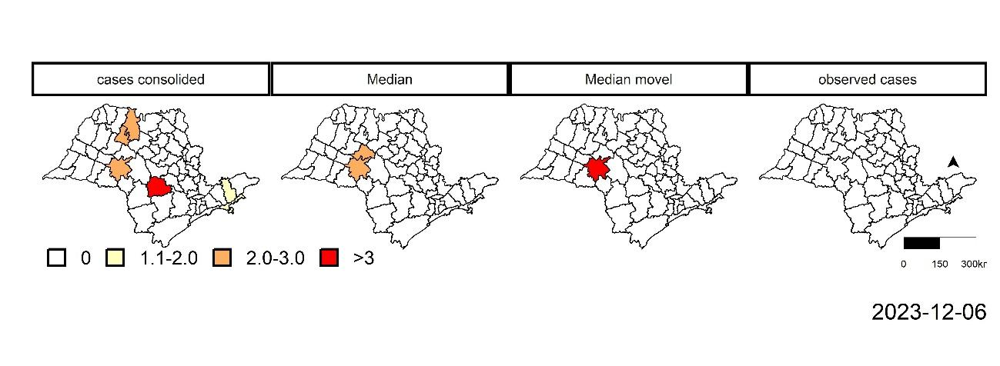 cases consolided Median Median movel observed cases
0 1.1-2.0 2.0-3.0 >3
0 150 300kr
2023-12-06